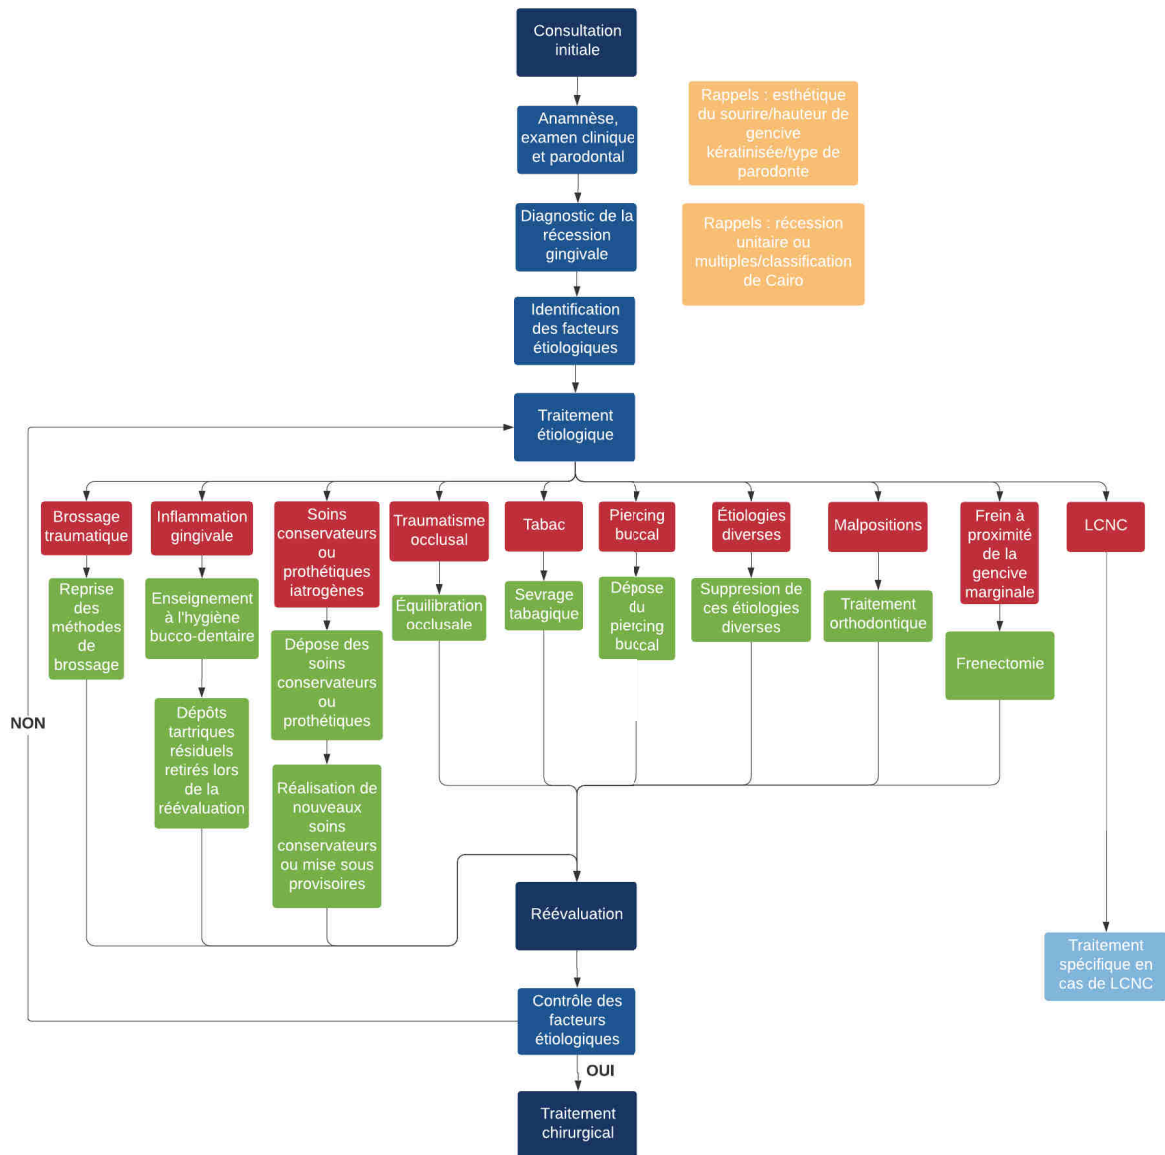 Consultation
initiale
Anamnèse,
examen clinique
et parodontal
Rappels : esthétique
du sourire/hauteur de
gencive
kératinisée/type de
parodonte
Diagnostic de la
récession
gingivale
Rappels : récession
unitaire ou
multiples/classification
de Cairo
Identification
des facteurs
étiologiques
Traitement
étiologique
Brossage
traumatique
Inflammation
gingivale
Soins
conservateurs
ou
prothétiques
iatrogènes
Traumatisme
occlusal
Tabac
Piercing
buccal
Étiologies
diverses
Malpositions
Frein à
proximité
de la
gencive
marginale
LCNC
Reprise
des
méthodes
de
brossage
Enseignement
à l'hygiène
bucco-dentaire
Équilibration
occlusale
Sevrage
tabagique
Dépose
du
piercing
buccal
Suppresion de
ces étiologies
diverses
Traitement
orthodontique
Frenectomie
Dépose des
soins
conservateurs
ou
prothétiques
Dépôts
tartriques
résiduels
retirés lors
de la
réévaluation
NON
Réalisation de
nouveaux
soins
conservateurs
ou mise sous
provisoires
Réévaluation
Traitement
spécifique en
cas de LCNC
Contrôle des
facteurs
étiologiques
OUI
Traitement
chirurgical